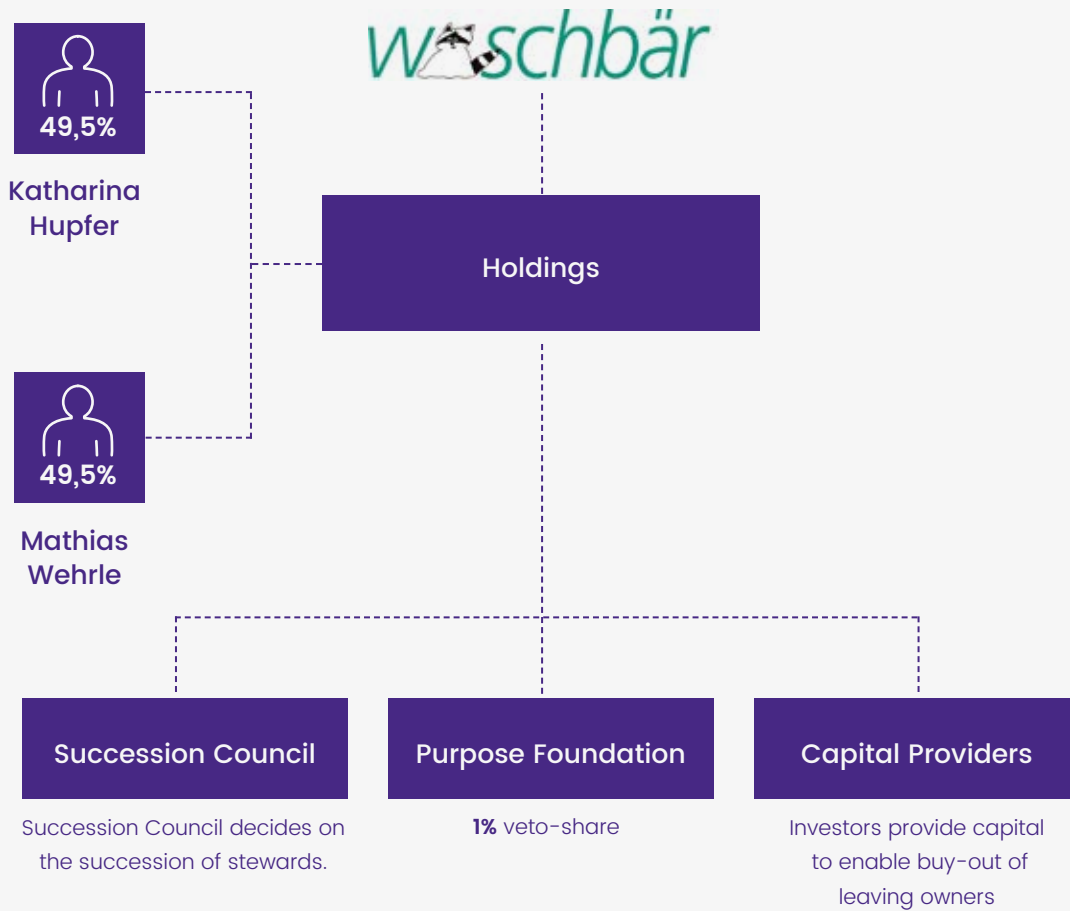 waschbär
49,5%
Katharina
Hupfer
Holdings
49,5%
Mathias
Wehrle
Succession Council
Succession Council decides on
the succession of stewards.
Purpose Foundation
1% veto-share
Capital Providers
Investors provide capital
to enable buy-out of
leaving owners